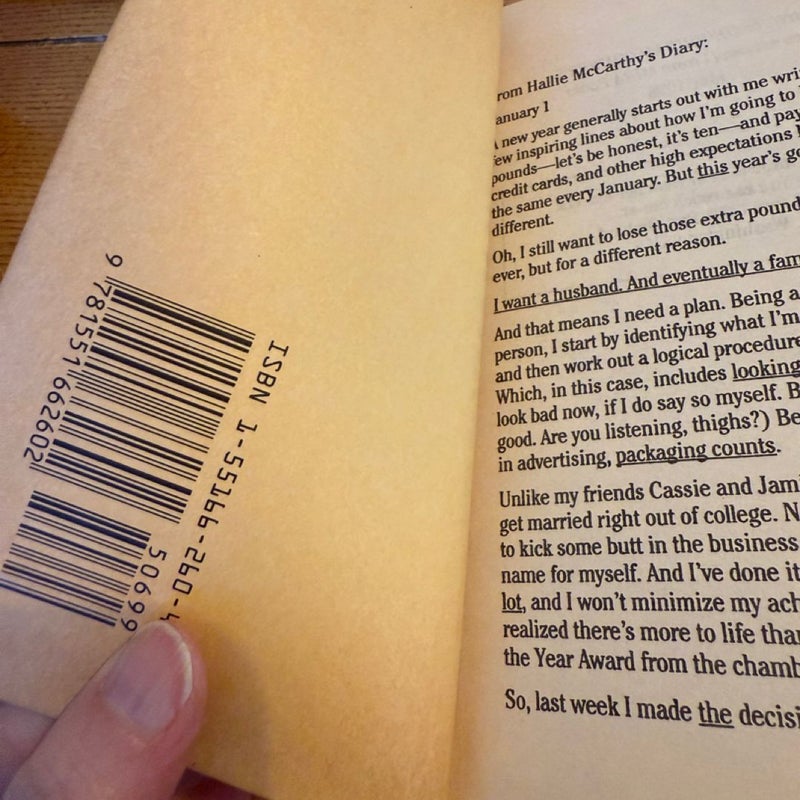 9 781551 662602
ISBN 1-55166-260-4
50699
rom Hallie McCarthy's Diary:
anuary 1
A new year generally starts out with me wri
few inspiring lines about how I'm going to
pounds—let's be honest, it's ten—and pay
credit cards, and other high expectations
the same every January. But this year's go
different.
Oh, I still want to lose those extra pound
ever, but for a different reason.
I want a husband. And eventually a fam
And that means I need a plan. Being a
person, I start by identifying what I'm
and then work out a logical procedure
Which, in this case, includes looking
look bad now, if I do say so myself. B
good. Are you listening, thighs?) Be
in advertising, packaging counts.
Unlike my friends Cassie and Jam
get married right out of college. N
to kick some butt in the business
name for myself. And I've done it
lot, and I won't minimize my ach
realized there's more to life tha
the Year Award from the chamb
So, last week I made the decisi